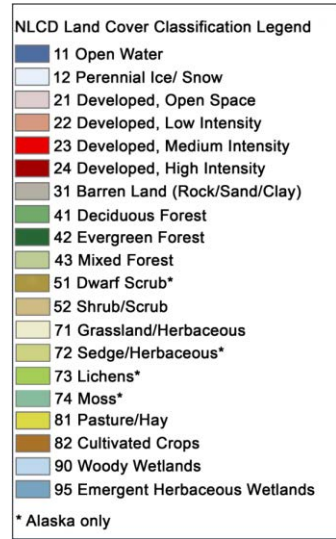 NLCD Land Cover Classification Legend
11 Open Water
12 Perennial Ice/ Snow
21 Developed, Open Space
22 Developed, Low Intensity
23 Developed, Medium Intensity
24 Developed, High Intensity
31 Barren Land (Rock/Sand/Clay)
41 Deciduous Forest
42 Evergreen Forest
43 Mixed Forest
51 Dwarf Scrub*
52 Shrub/Scrub
71 Grassland/Herbaceous
72 Sedge/Herbaceous*
73 Lichens*
74 Moss*
81 Pasture/Hay
82 Cultivated Crops
90 Woody Wetlands
95 Emergent Herbaceous Wetlands
* Alaska only